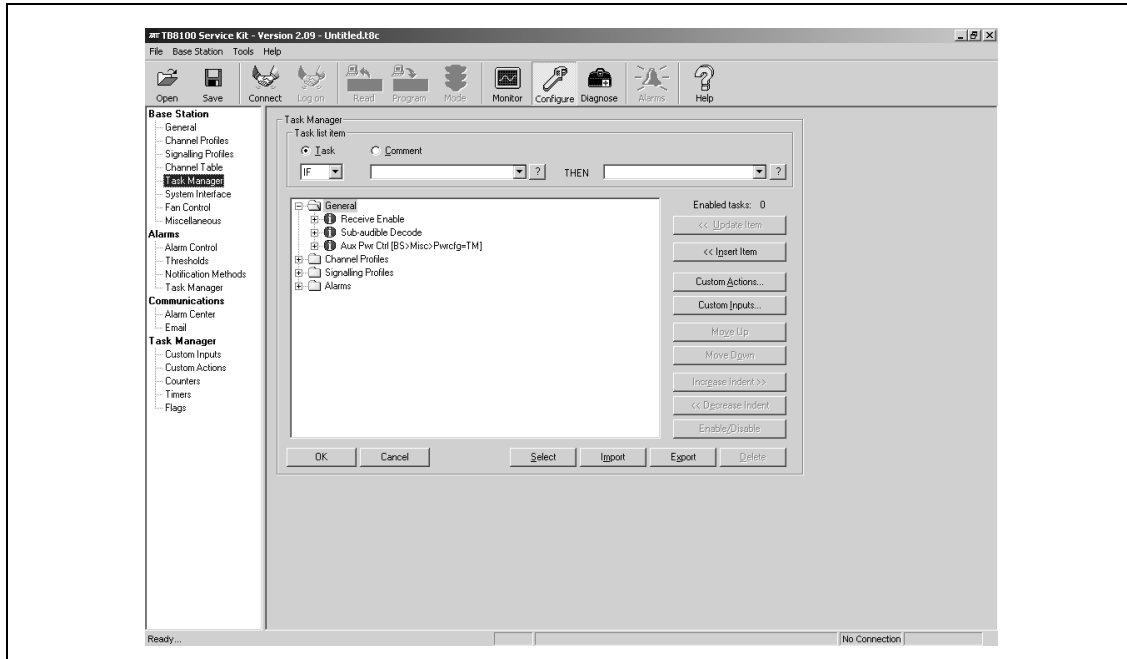 TB8100 Service Kit - Version 2.09 - Untitled.t8c
File Base Station Tools Help
Open Save Connect Log on Read Program Mode Monitor Configure Diagnose Alarms Help
Base Station
General
Channel Profiles
Signalling Profiles
Channel Table
Task Manager
System Interface
Fan Control
Miscellaneous
Alarms
Alarm Control
Thresholds
Notification Methods
Task Manager
Communications
Alarm Center
Email
Task Manager
Custom Inputs
Custom Actions
Counters
Timers
Flags
Task Manager
Task list item
Task Comment
IF ? THEN ?
General
Receive Enable
Sub-audible Decode
Aux Pwr Ctrl [BS>Misc>Pwrcfg=TM]
Channel Profiles
Signalling Profiles
Alarms
Enabled tasks: 0
<< Update Item
<< Insert Item
Custom Actions...
Custom Inputs...
Move Up
Move Down
Increase Indent >>
<< Decrease Indent
Enable/Disable
OK Cancel Select Import Export Delete
Ready... No Connection